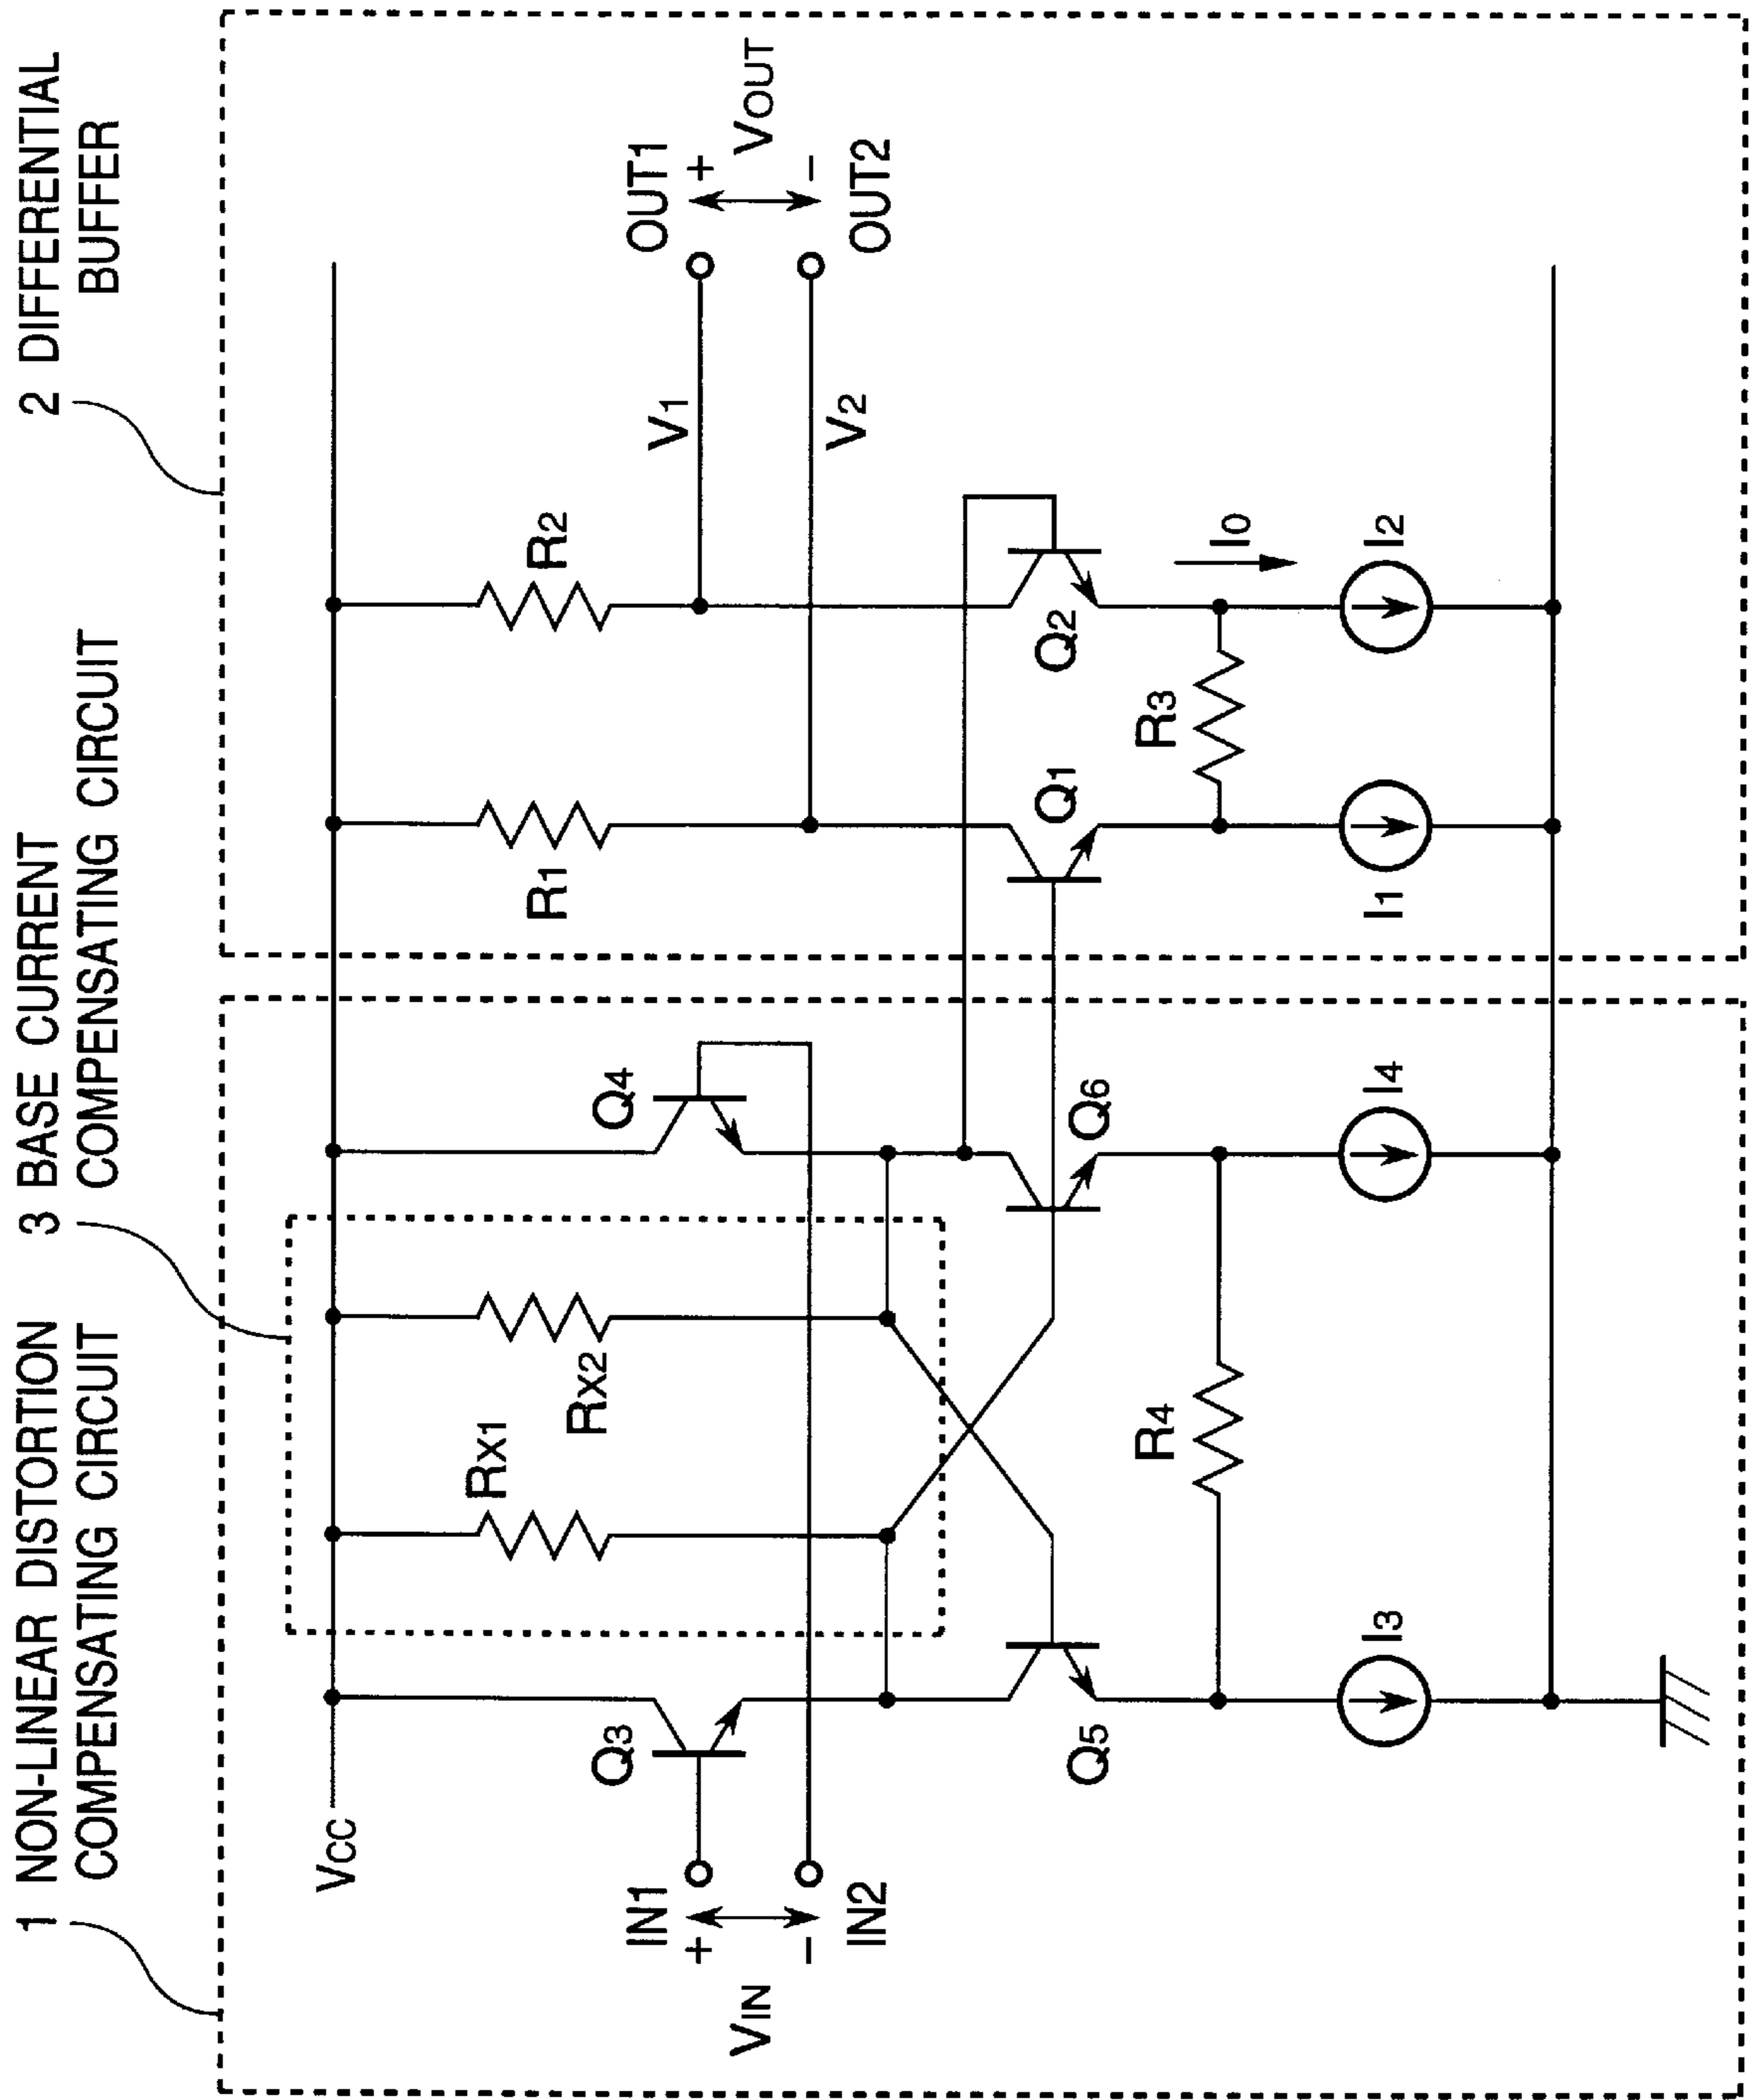 1 NON-LINEAR DISTORTION
COMPENSATING CIRCUIT
3 BASE CURRENT
COMPENSATING CIRCUIT
2 DIFFERENTIAL
BUFFER
VCC
RX1
RX2
R1
R2
IN1
+
VIN
-
IN2
Q3
Q4
V1
V2
OUT1
+
VOUT
-
OUT2
Q5
Q6
Q1
Q2
R4
R3
I0
I3
I4
I1
I2